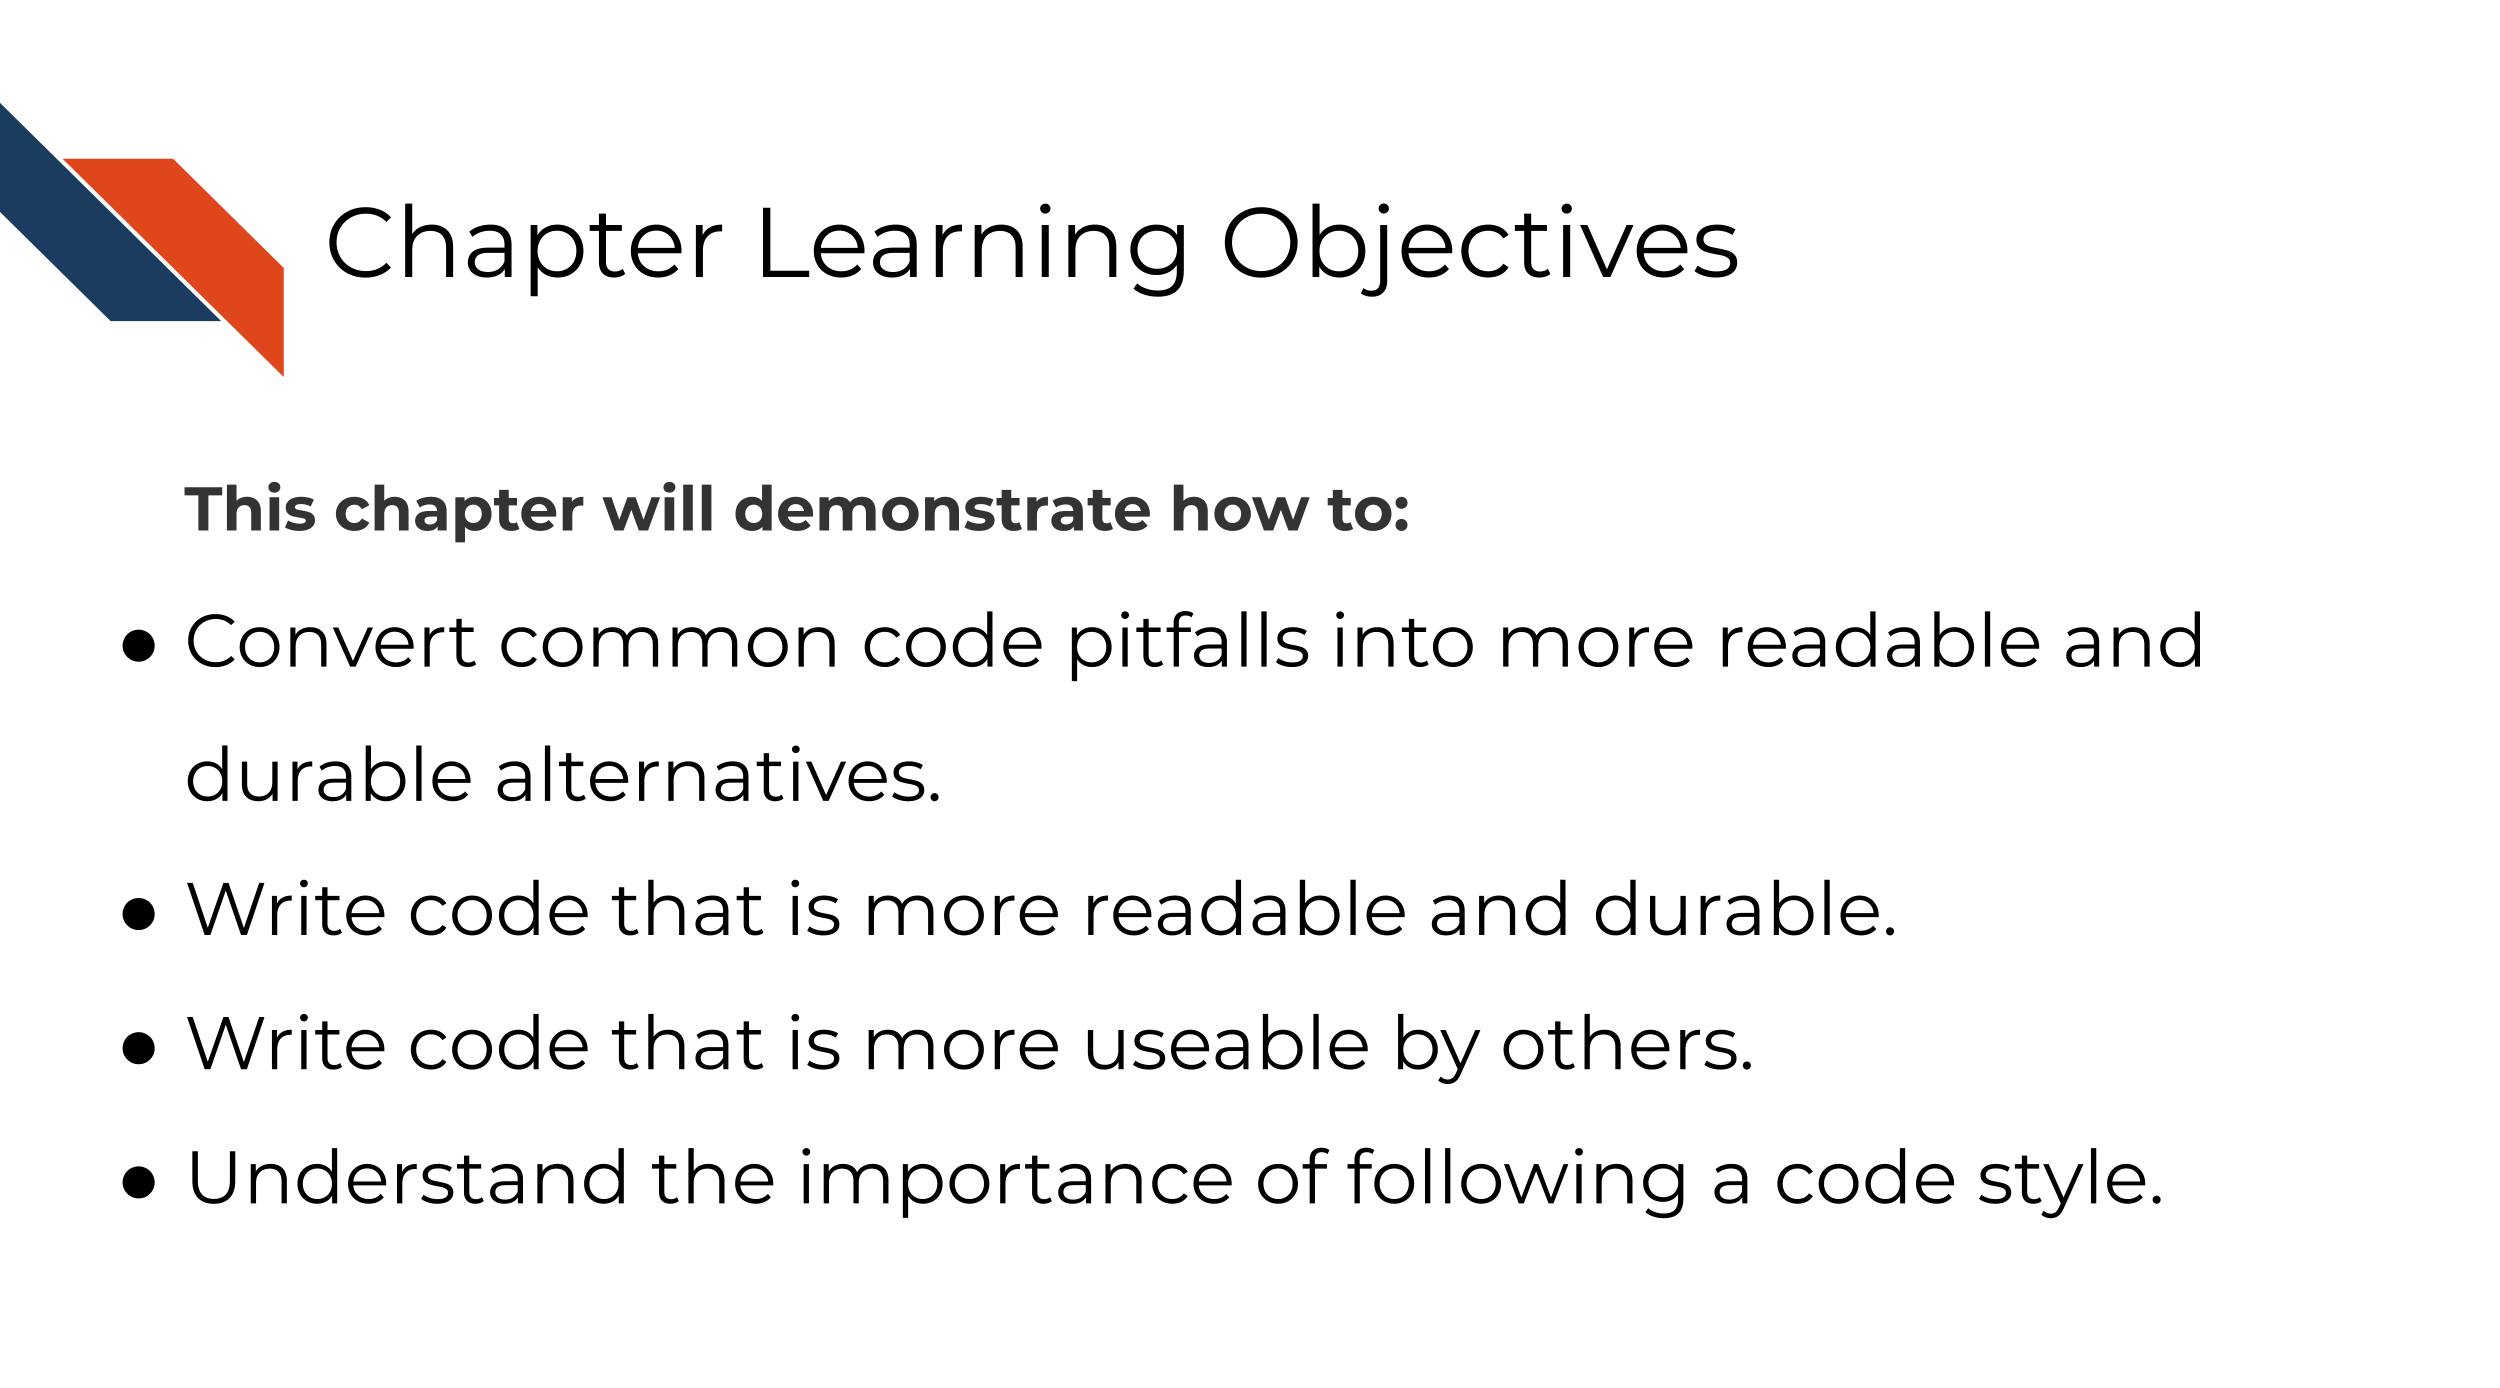 Chapter Learning Objectives
This chapter will demonstrate how to:
● Convert common code pitfalls into more readable and
durable alternatives.
● Write code that is more readable and durable.
● Write code that is more useable by others.
● Understand the importance of following a code style.